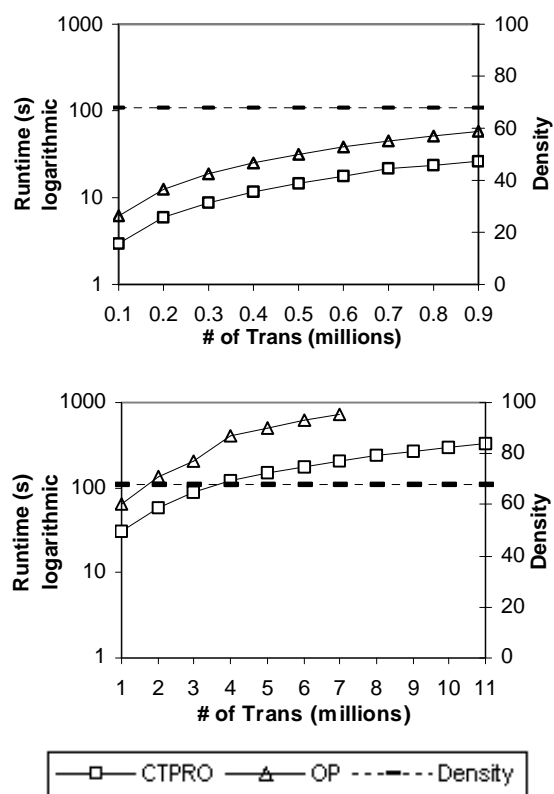 1000
100
10
1
Runtime (s)
logarithmic
100
80
60
40
20
0
Density
0.1 0.2 0.3 0.4 0.5 0.6 0.7 0.8 0.9
# of Trans (millions)
1000
100
10
1
Runtime (s)
logarithmic
100
80
60
40
20
0
Density
1 2 3 4 5 6 7 8 9 10 11
# of Trans (millions)
CTPRO OP Density